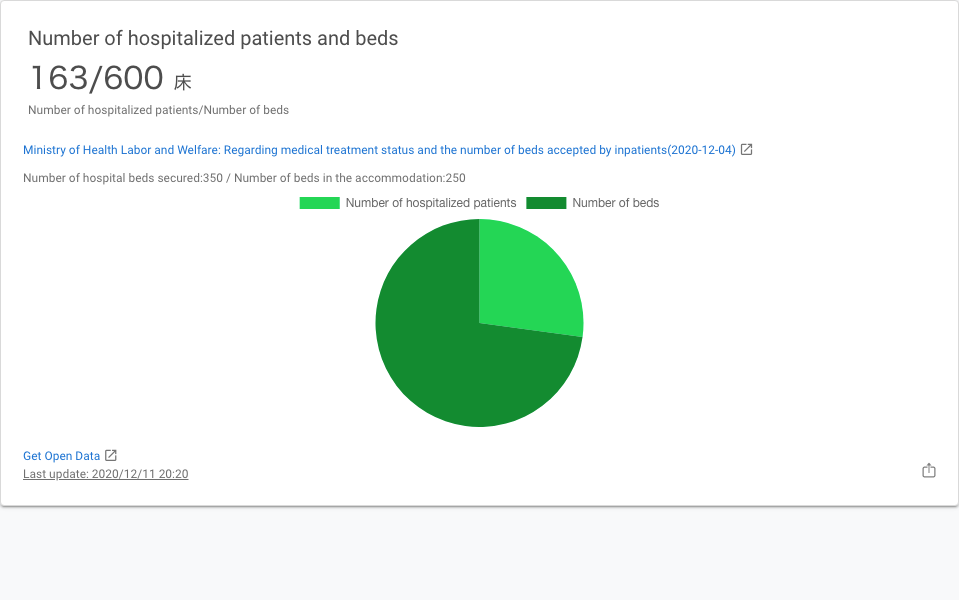 Number of hospitalized patients and beds
163/600 床
Number of hospitalized patients/Number of beds
Ministry of Health Labor and Welfare: Regarding medical treatment status and the number of beds accepted by inpatients(2020-12-04)
Number of hospital beds secured:350 / Number of beds in the accommodation:250
Number of hospitalized patients Number of beds
Get Open Data
Last update: 2020/12/11 20:20